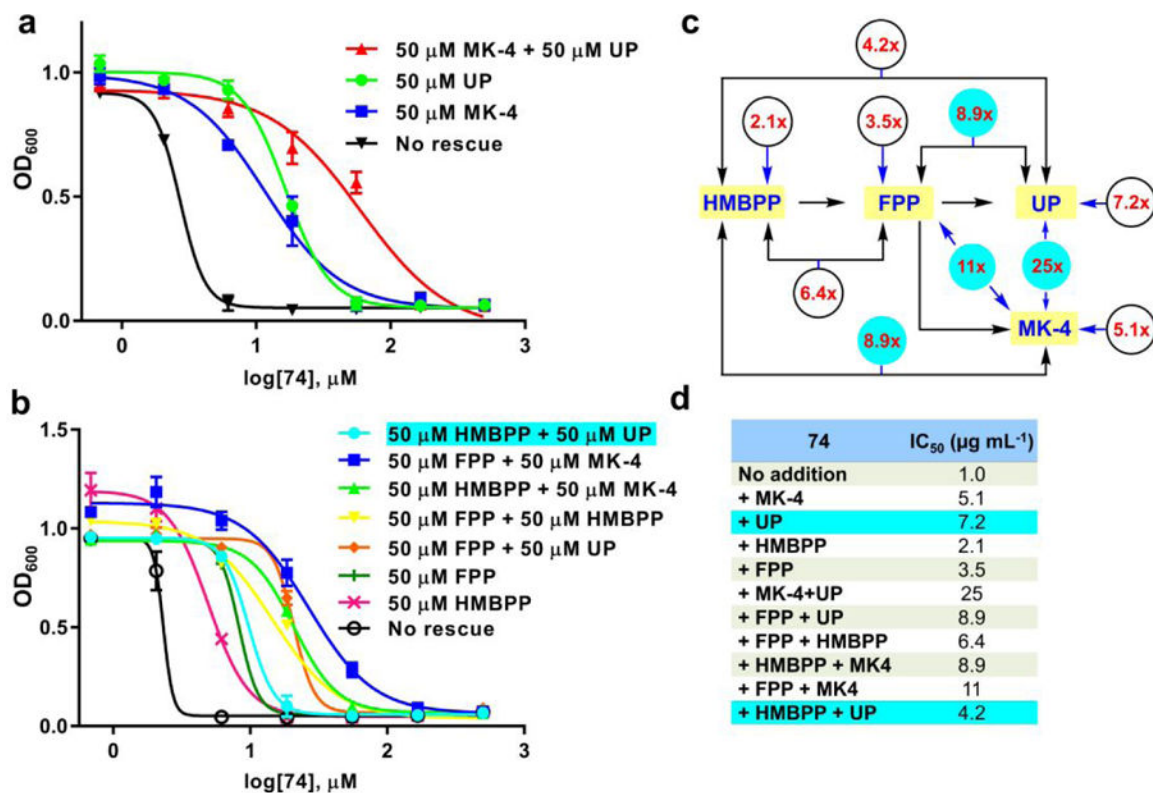 a
50 μM MK-4 + 50 μM UP
50 μM UP
50 μM MK-4
No rescue
OD600
1.0
0.5
0.0
0 1 2 3
log[74], μM
b
50 μM HMBPP + 50 μM UP
50 μM FPP + 50 μM MK-4
50 μM HMBPP + 50 μM MK-4
50 μM FPP + 50 μM HMBPP
50 μM FPP + 50 μM UP
50 μM FPP
50 μM HMBPP
No rescue
OD600
1.5
1.0
0.5
0.0
0 1 2 3
log[74], μM
c
4.2x
2.1x 3.5x 8.9x
HMBPP FPP UP 7.2x
6.4x 11x 25x
MK-4 5.1x
8.9x
d
74 IC50 (μg mL-1)
No addition 1.0
+ MK-4 5.1
+ UP 7.2
+ HMBPP 2.1
+ FPP 3.5
+ MK-4+UP 25
+ FPP + UP 8.9
+ FPP + HMBPP 6.4
+ HMBPP + MK4 8.9
+ FPP + MK4 11
+ HMBPP + UP 4.2